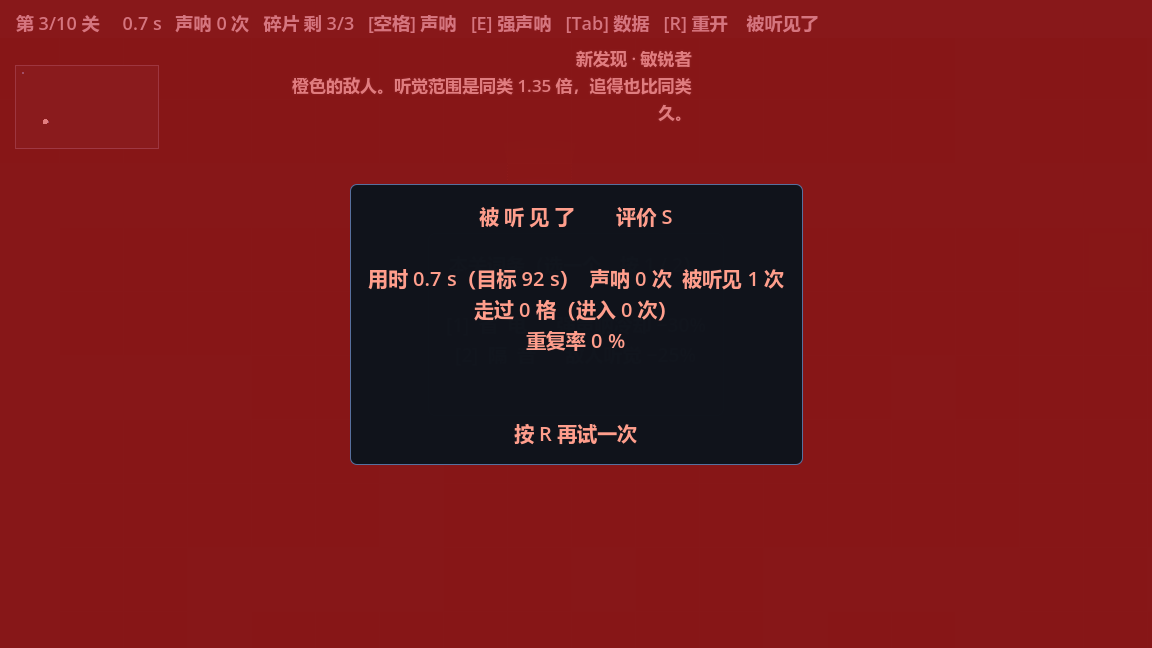 第 3/10 关 0.7 s 声呐 0 次 碎片 剩 3/3 [空格] 声呐 [E] 强声呐 [Tab] 数据 [R] 重开 被听见了
新发现 · 敏锐者
橙色的敌人。听觉范围是同类 1.35 倍，追得也比同类
久。
被 听 见 了 评价 S
用时 0.7 s（目标 92 s） 声呐 0 次 被听见 1 次
走过 0 格（进入 0 次）
重复率 0 %
按 R 再试一次